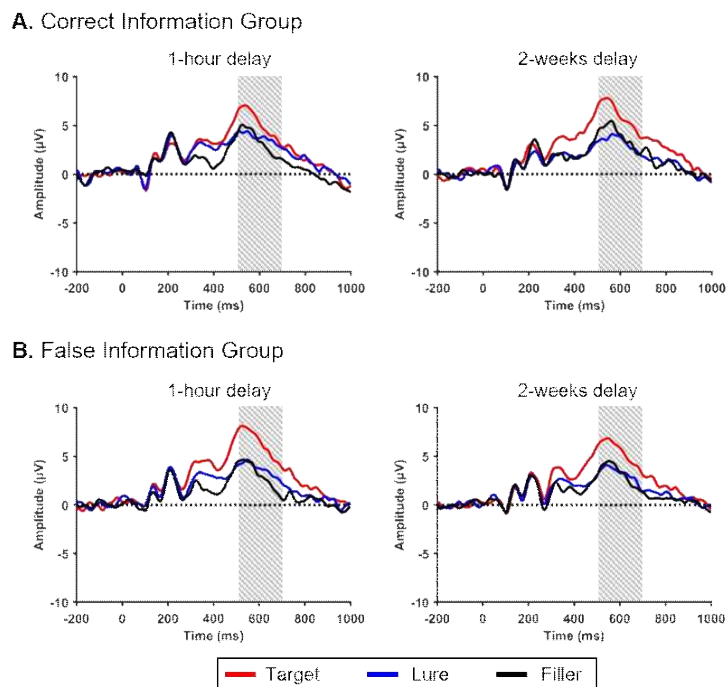 A. Correct Information Group
1-hour delay
2-weeks delay
10
5
0
-5
-10
Amplitude (µV)
-200 0 200 400 600 800 1000
Time (ms)
10
5
0
-5
-10
Amplitude (µV)
-200 0 200 400 600 800 1000
Time (ms)
B. False Information Group
1-hour delay
2-weeks delay
10
5
0
-5
-10
Amplitude (µV)
-200 0 200 400 600 800 1000
Time (ms)
10
5
0
-5
-10
Amplitude (µV)
-200 0 200 400 600 800 1000
Time (ms)
Target Lure Filler